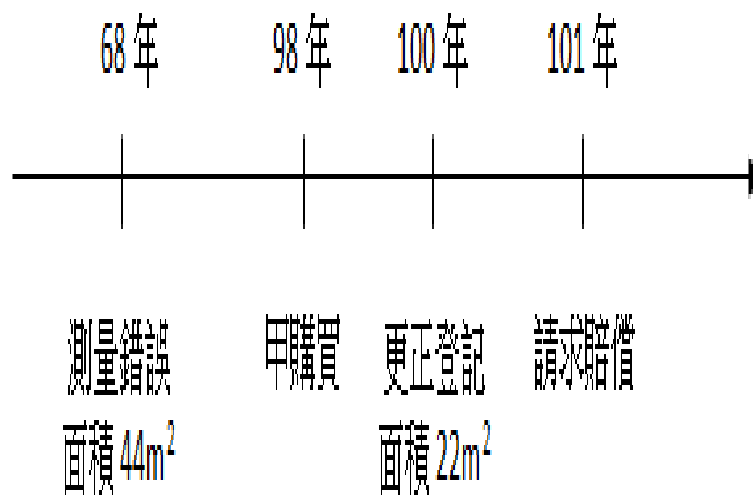 68年
98年
100年
101年
測量錯誤
面積44m²
甲購買
更正登記
面積22m²
請求賠償